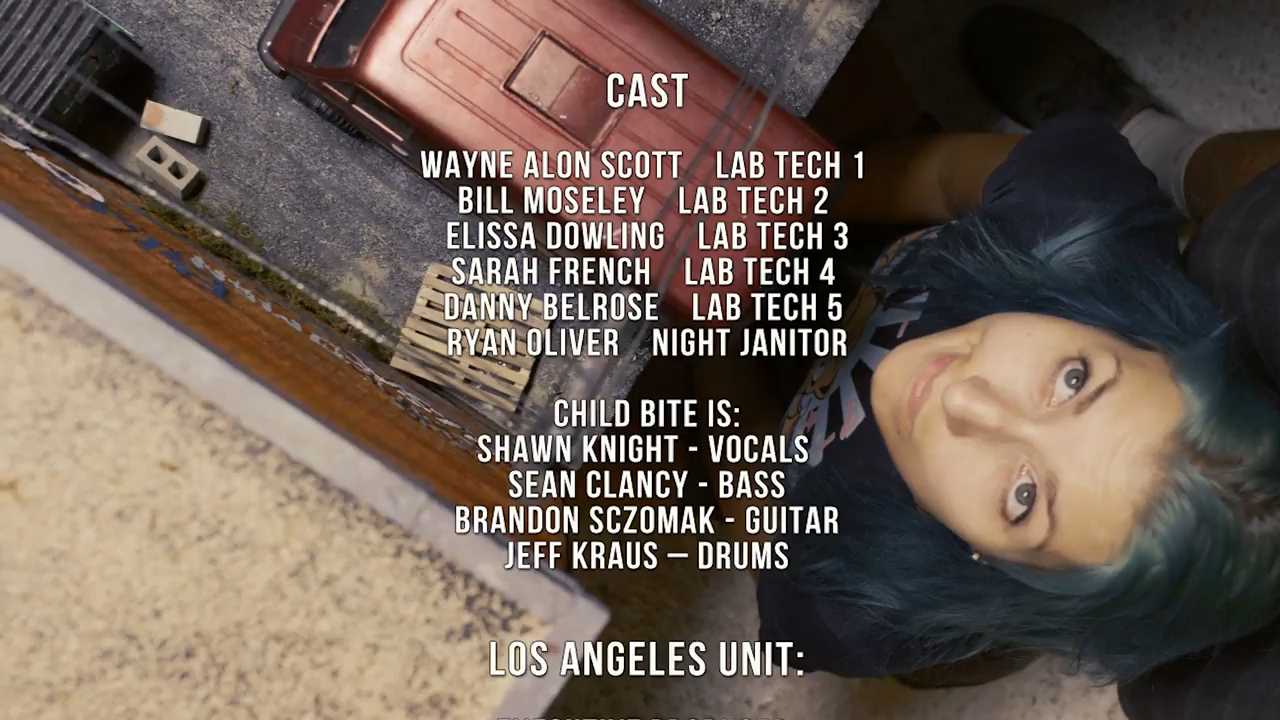 CAST
WAYNE ALON SCOTT LAB TECH 1
BILL MOSELEY LAB TECH 2
ELISSA DOWLING LAB TECH 3
SARAH FRENCH LAB TECH 4
DANNY BELROSE LAB TECH 5
RYAN OLIVER NIGHT JANITOR
CHILD BITE IS:
SHAWN KNIGHT - VOCALS
SEAN CLANCY - BASS
BRANDON SCZOMAK - GUITAR
JEFF KRAUS – DRUMS
LOS ANGELES UNIT: